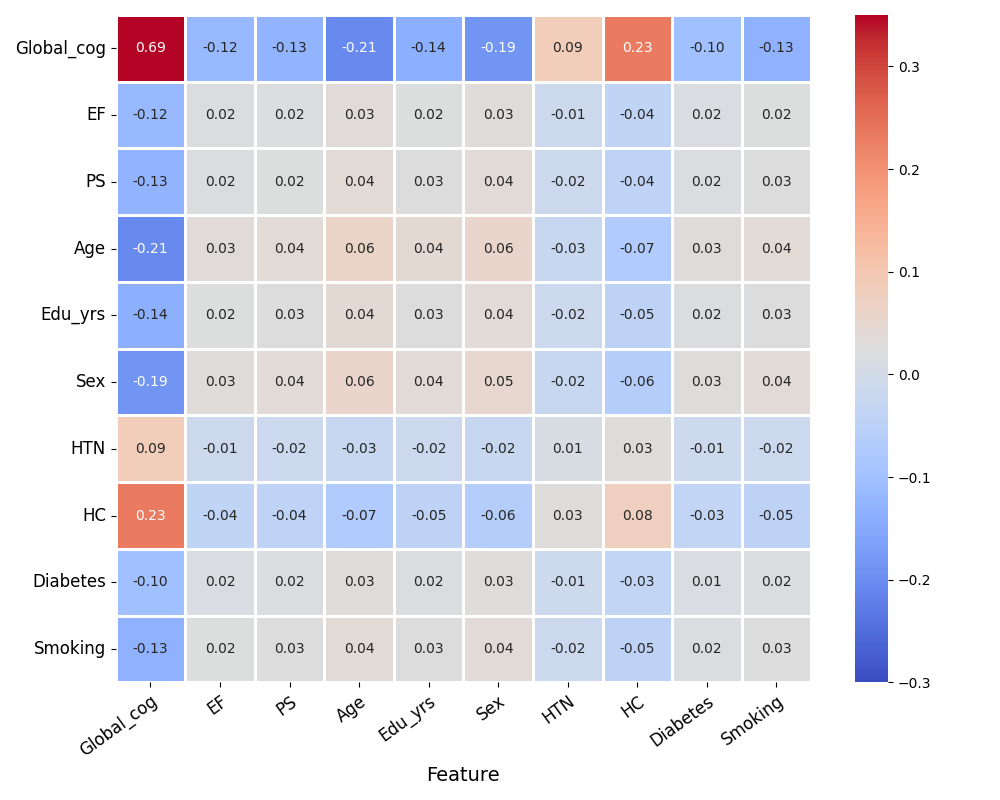 Global_cog 0.69 -0.12 -0.13 -0.21 -0.14 -0.19 0.09 0.23 -0.10 -0.13
EF -0.12 0.02 0.02 0.03 0.02 0.03 -0.01 -0.04 0.02 0.02
PS -0.13 0.02 0.02 0.04 0.03 0.04 -0.02 -0.04 0.02 0.03
Age -0.21 0.03 0.04 0.06 0.04 0.06 -0.03 -0.07 0.03 0.04
Edu_yrs -0.14 0.02 0.03 0.04 0.03 0.04 -0.02 -0.05 0.02 0.03
Sex -0.19 0.03 0.04 0.06 0.04 0.05 -0.02 -0.06 0.03 0.04
HTN 0.09 -0.01 -0.02 -0.03 -0.02 -0.02 0.01 0.03 -0.01 -0.02
HC 0.23 -0.04 -0.04 -0.07 -0.05 -0.06 0.03 0.08 -0.03 -0.05
Diabetes -0.10 0.02 0.02 0.03 0.02 0.03 -0.01 -0.03 0.01 0.02
Smoking -0.13 0.02 0.03 0.04 0.03 0.04 -0.02 -0.05 0.02 0.03
Global_cog EF PS Age Edu_yrs Sex HTN HC Diabetes Smoking
Feature
0.3
0.2
0.1
0.0
−0.1
−0.2
−0.3